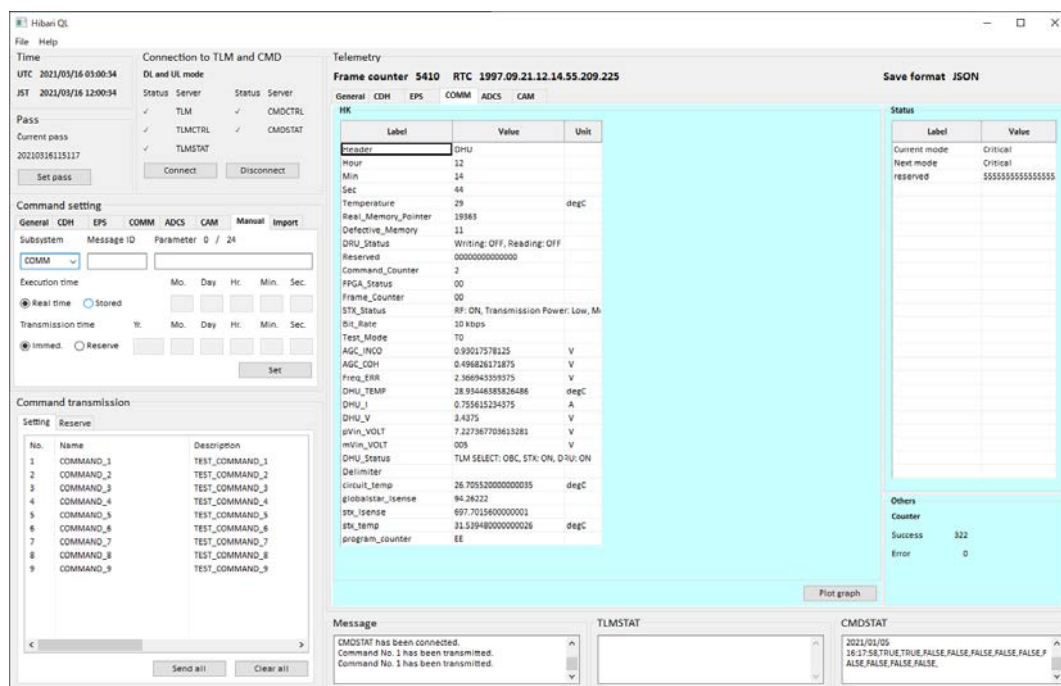 Hibari QL
File Help
Time
UTC 2021/03/16 03:00:34
JST 2021/03/16 12:00:34
Pass
Current pass
20210316115117
Set pass
Connection to TLM and CMD
DL and UL mode
Status Server Status Server
✓ TLM ✓ CMDCTRL
✓ TLMCTRL ✓ CMDSTAT
✓ TLMSTAT
Connect Disconnect
Command setting
General CDH EPS COMM ADCS CAM Manual Import
Subsystem Message ID Parameter 0 / 24
COMM
Execution time Mo. Day Hr. Min. Sec.
Real time Stored
Transmission time Yr. Mo. Day Hr. Min. Sec.
Immed. Reserve
Set
Command transmission
Setting Reserve
No. Name Description
1 COMMAND_1 TEST_COMMAND_1
2 COMMAND_2 TEST_COMMAND_2
3 COMMAND_3 TEST_COMMAND_3
4 COMMAND_4 TEST_COMMAND_4
5 COMMAND_5 TEST_COMMAND_5
6 COMMAND_6 TEST_COMMAND_6
7 COMMAND_7 TEST_COMMAND_7
8 COMMAND_8 TEST_COMMAND_8
9 COMMAND_9 TEST_COMMAND_9
Send all Clear all
Telemetry
Frame counter 5410 RTC 1997.09.21.12.14.55.209.225 Save format JSON
General CDH EPS COMM ADCS CAM
HK
Label Value Unit
Header DHU
Hour 12
Min 14
Sec 44
Temperature 29 degC
Real_Memory_Pointer 19363
Defective_Memory 11
DRU_Status Writing: OFF, Reading: OFF
Reserved 00000000000000
Command_Counter 2
FPGA_Status 00
Frame_Counter 00
STX_Status RF: ON, Transmission Power: Low, M
Bit_Rate 10 kbps
Test_Mode T0
AGC_INCO 0.93017578125 V
AGC_COH 0.496826171875 V
Freq_ERR 2.366943359375 V
DHU_TEMP 28.93446385826486 degC
DHU_I 0.755615234375 A
DHU_V 3.4375 V
pVin_VOLT 7.227367703613281 V
mVin_VOLT 005 V
DHU_Status TLM SELECT: OBC, STX: ON, DRU: ON
Delimiter
circuit_temp 26.705520000000035 degC
globalstar_Isense 94.26222
stx_Isense 697.7015600000001
stx_temp 31.539480000000026 degC
program_counter EE
Plot graph
Status
Label Value
Current mode Critical
Next mode Critical
reserved 5555555555555555
Others
Counter
Success 322
Error 0
Message
CMDSTAT has been connected.
Command No. 1 has been transmitted.
Command No. 1 has been transmitted.
TLMSTAT
CMDSTAT
2021/01/05
16:17:58,TRUE,TRUE,FALSE,FALSE,FALSE,FALSE,FALSE,F
ALSE,FALSE,FALSE,FALSE,